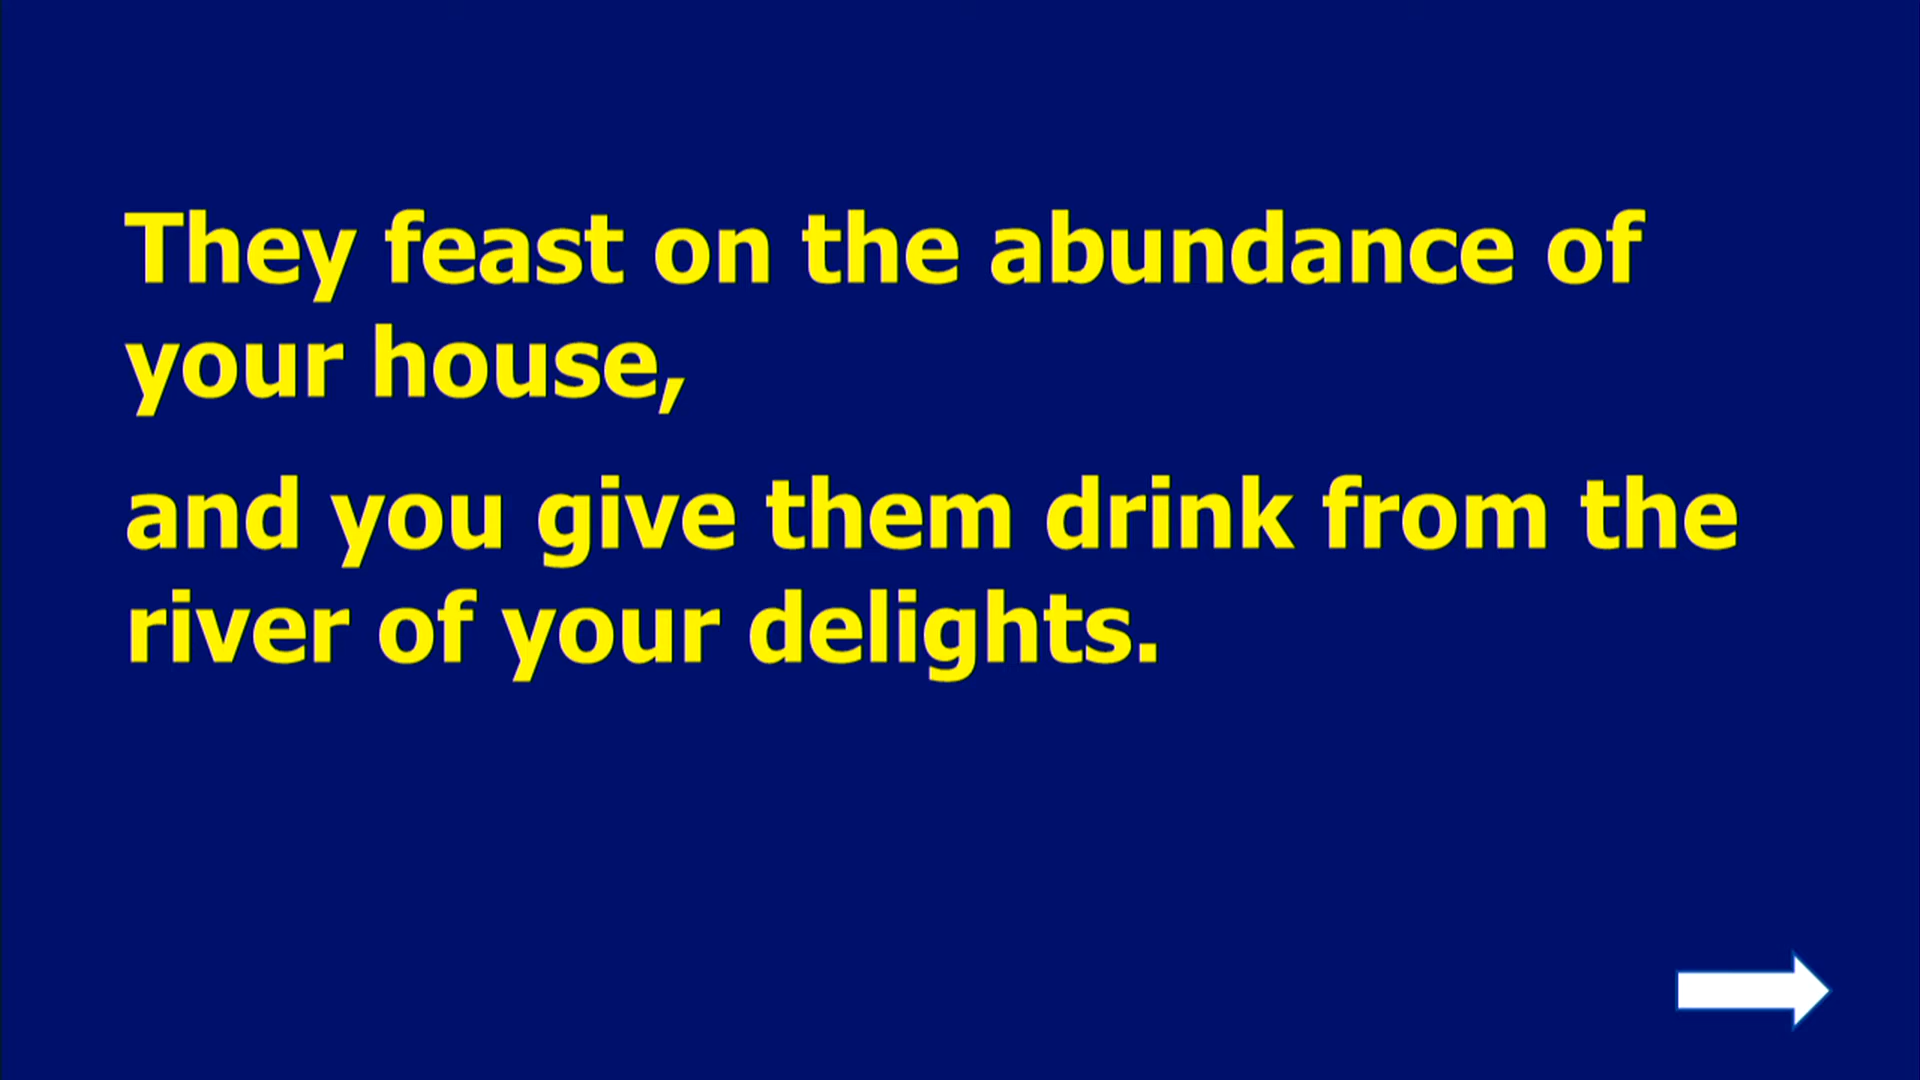 They feast on the abundance of
your house,
and you give them drink from the
river of your delights.